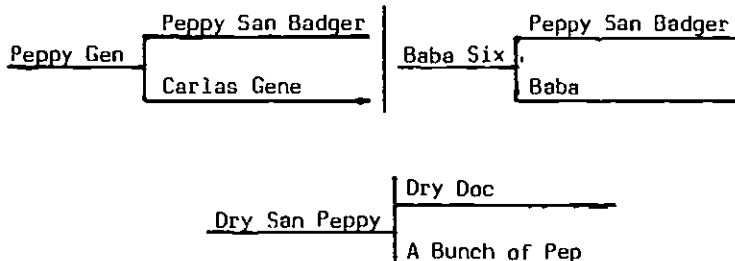 Peppy San Badger
Peppy Gen
Carlas Gene
Peppy San Badger
Baba Six
Baba
Dry Doc
Dry San Peppy
A Bunch of Pep